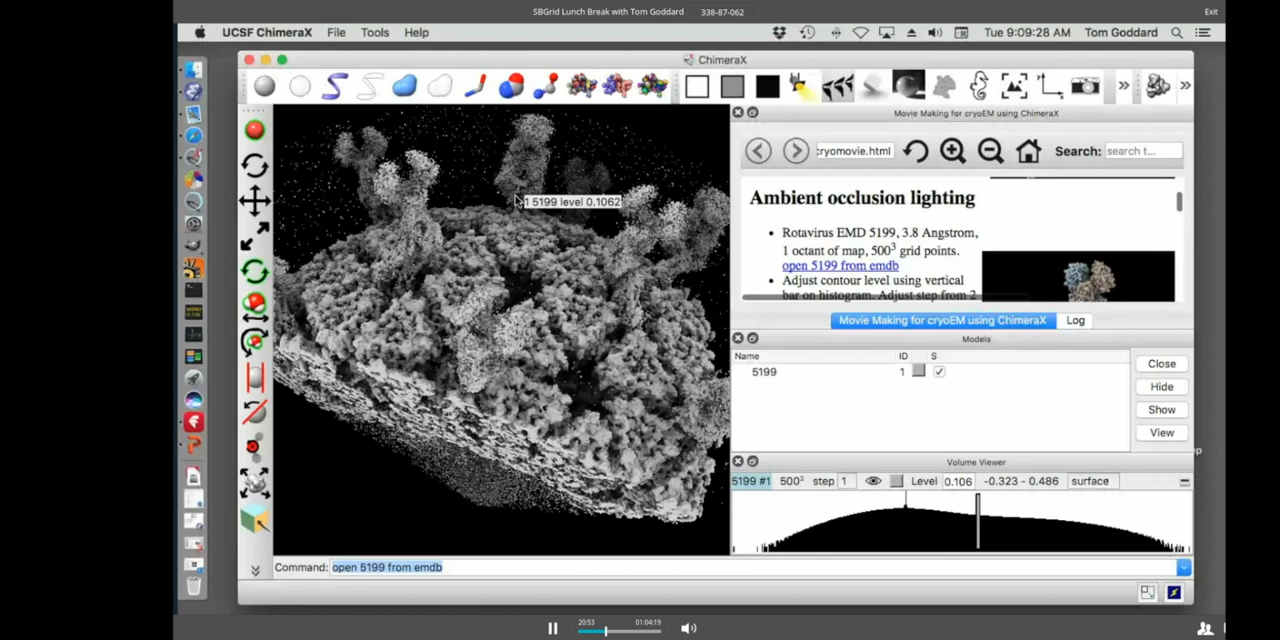 SBGrid Lunch Break with Tom Goddard 338-87-062 Exit
UCSF ChimeraX File Tools Help Tue 9:09:28 AM Tom Goddard
ChimeraX
Movie Making for cryoEM using ChimeraX
cryomovie.html Search: search t...
Ambient occlusion lighting
• Rotavirus EMD 5199, 3.8 Angstrom,
1 octant of map, 500³ grid points.
open 5199 from emdb
• Adjust contour level using vertical
bar on histogram. Adjust step from 2
1 5199 level 0.1062
Movie Making for cryoEM using ChimeraX Log
Models
Name ID S
5199 1
Close
Hide
Show
View
Volume Viewer
5199 #1 500³ step 1 Level 0.106 -0.323 - 0.486 surface
Command: open 5199 from emdb
20:53 01:04:19